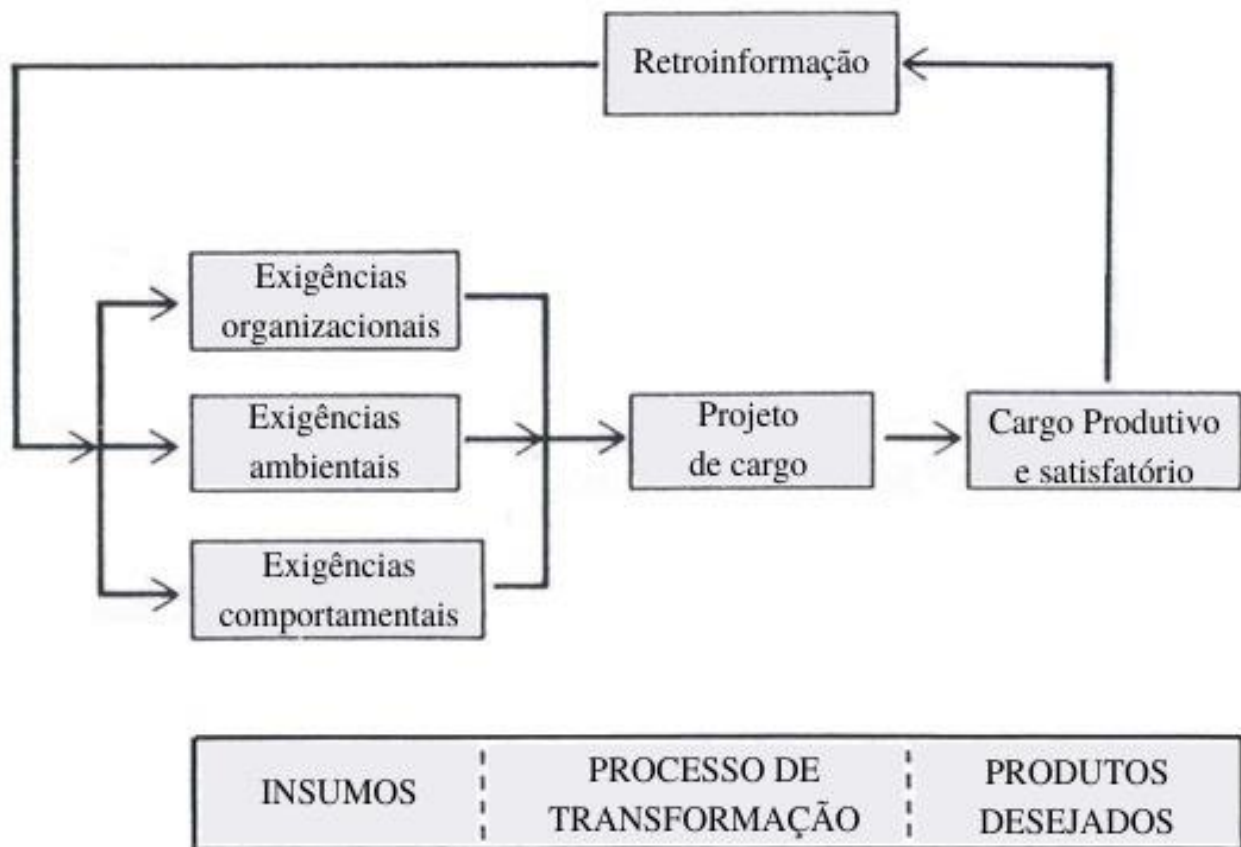 Retroinformação
Exigências
organizacionais
Exigências
ambientais
Exigências
comportamentais
Projeto
de cargo
Cargo Produtivo
e satisfatório
INSUMOS
PROCESSO DE
TRANSFORMAÇÃO
PRODUTOS
DESEJADOS